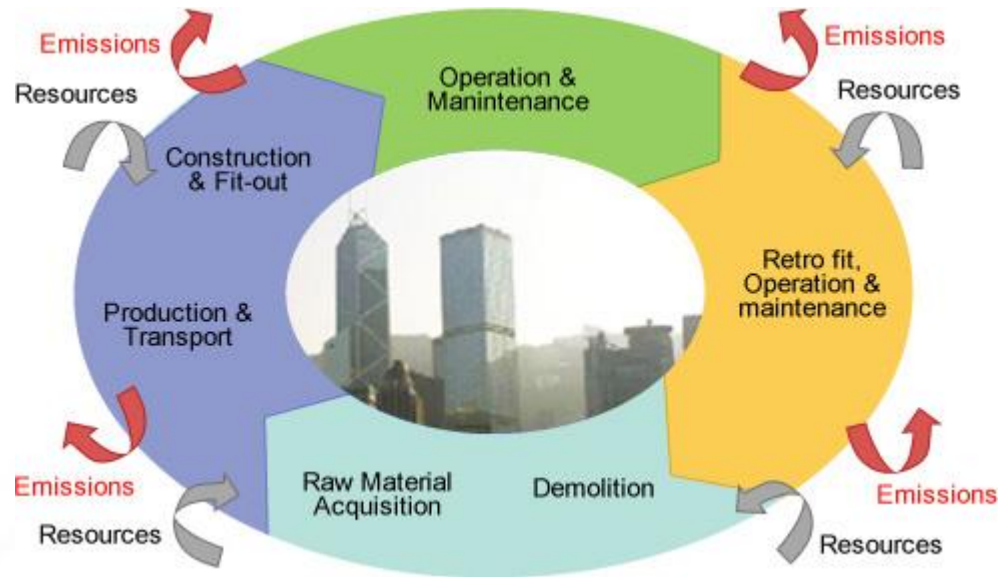 Emissions
Resources
Operation &
Manintenance
Emissions
Resources
Construction
& Fit-out
Retro fit,
Operation &
maintenance
Production &
Transport
Emissions
Resources
Raw Material
Acquisition
Demolition
Emissions
Resources